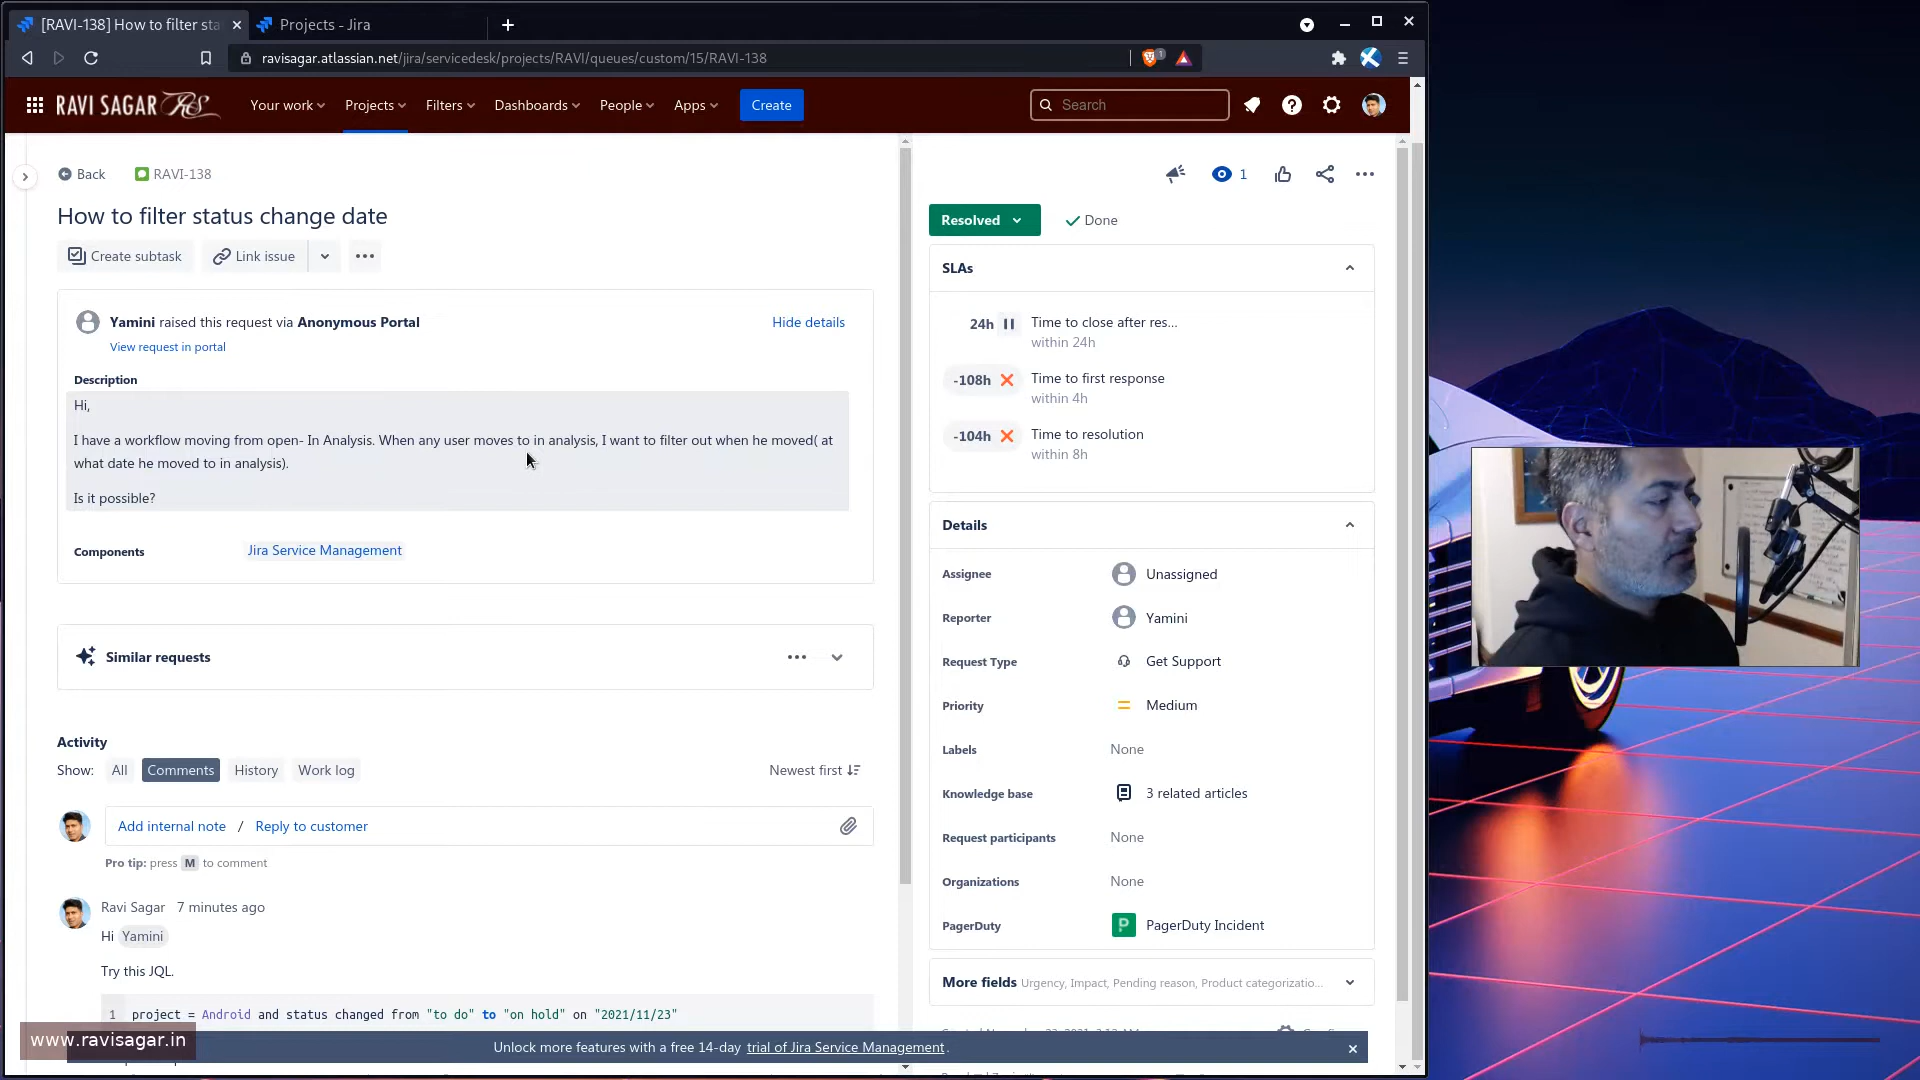 [RAVI-138] How to filter sta
Projects - Jira
ravisagar.atlassian.net/jira/servicedesk/projects/RAVI/queues/custom/15/RAVI-138
1
RAVI SAGAR RS
Your work
Projects
Filters
Dashboards
People
Apps
Create
Search
Back
RAVI-138
How to filter status change date
Create subtask
Link issue
Yamini raised this request via Anonymous Portal
Hide details
View request in portal
Description
Hi,
I have a workflow moving from open- In Analysis. When any user moves to in analysis, I want to filter out when he moved( at
what date he moved to in analysis).
Is it possible?
Components
Jira Service Management
Similar requests
Activity
Show:
All
Comments
History
Work log
Newest first
Add internal note / Reply to customer
Pro tip: press M to comment
Ravi Sagar 7 minutes ago
Hi Yamini
Try this JQL.
1 project = Android and status changed from "to do" to "on hold" on "2021/11/23"
1
Resolved
Done
SLAs
24h
Time to close after res...
within 24h
-108h
Time to first response
within 4h
-104h
Time to resolution
within 8h
Details
Assignee
Unassigned
Reporter
Yamini
Request Type
Get Support
Priority
Medium
Labels
None
Knowledge base
3 related articles
Request participants
None
Organizations
None
PagerDuty
P
PagerDuty Incident
More fields Urgency, Impact, Pending reason, Product categorizatio...
www.ravisagar.in
Unlock more features with a free 14-day trial of Jira Service Management.